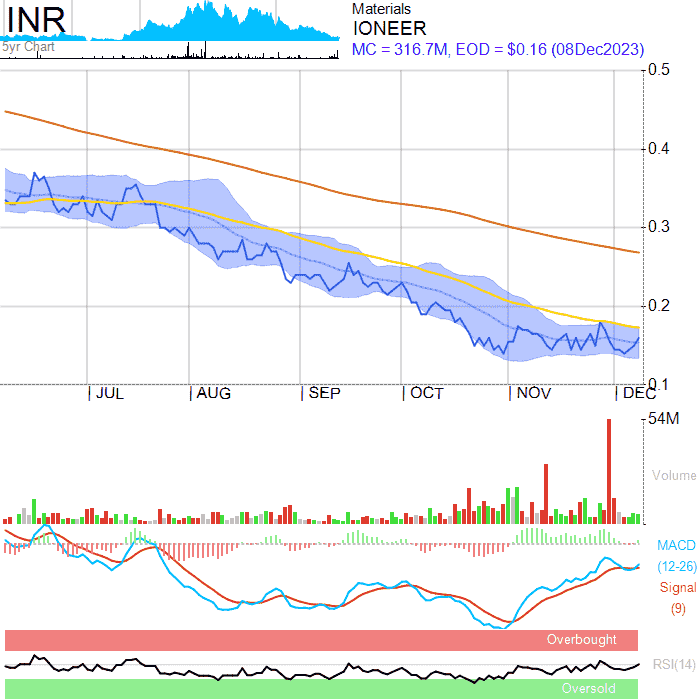 INR
5yr Chart
Materials
IONEER
MC = 316.7M, EOD = $0.16 (08Dec2023)
0.5
0.4
0.3
0.2
0.1
JUL AUG SEP OCT NOV DEC
54M
Volume
MACD
(12-26)
Signal
(9)
Overbought
RSI(14)
Oversold